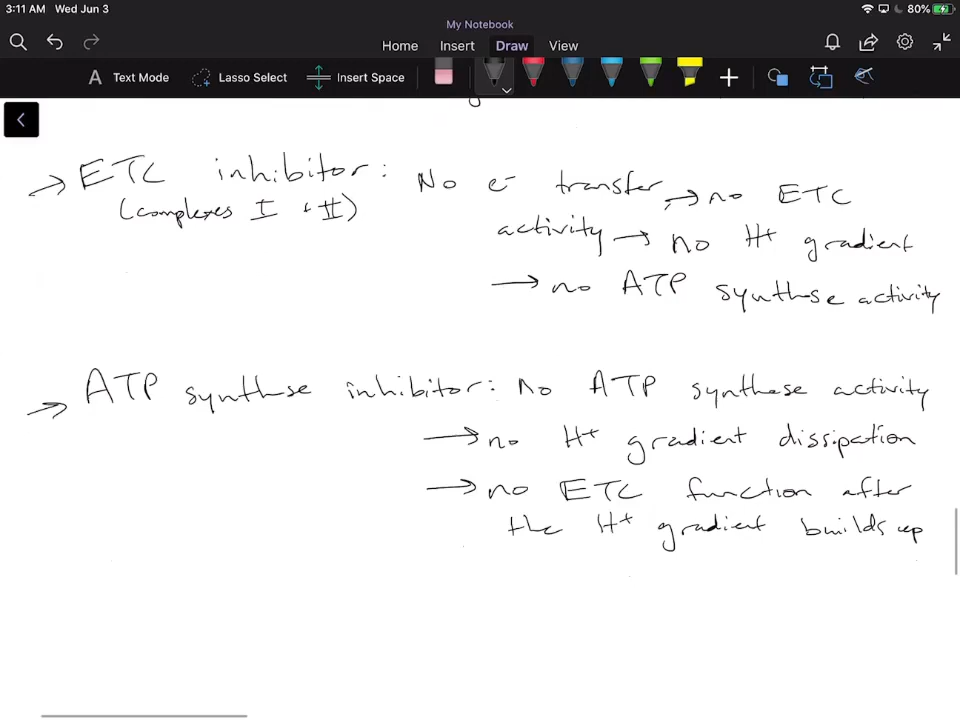 3:11 AM Wed Jun 3
80%
My Notebook
Home Insert Draw View
Text Mode Lasso Select Insert Space
→ ETC inhibitor: No e- transfer → no ETC
(complexes I & II)
activity → no H+ gradient
→ no ATP synthase activity
→ ATP synthase inhibitor: no ATP synthase activity
→ no H+ gradient dissipation
→ no ETC function after
the H+ gradient builds up